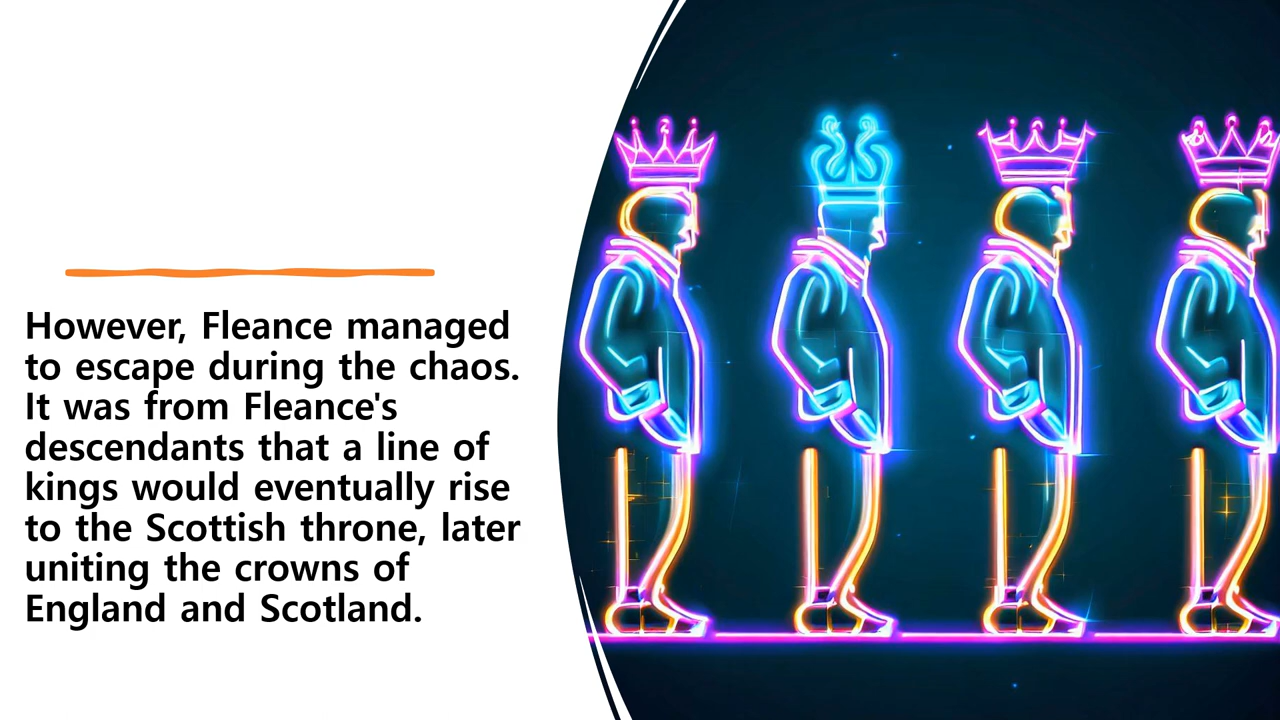 However, Fleance managed
to escape during the chaos.
It was from Fleance's
descendants that a line of
kings would eventually rise
to the Scottish throne, later
uniting the crowns of
England and Scotland.